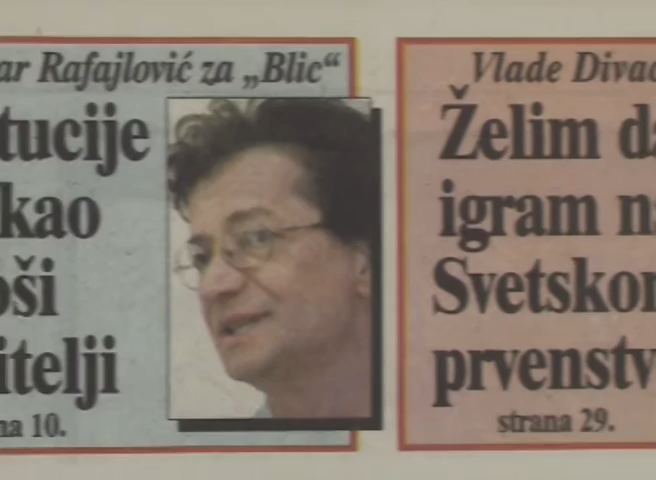 ar Rafajlović za „Blic“
tucije
kao
oši
itelji
na 10.
Vlade Divac
Želim da
igram na
Svetskom
prvenstv
strana 29.